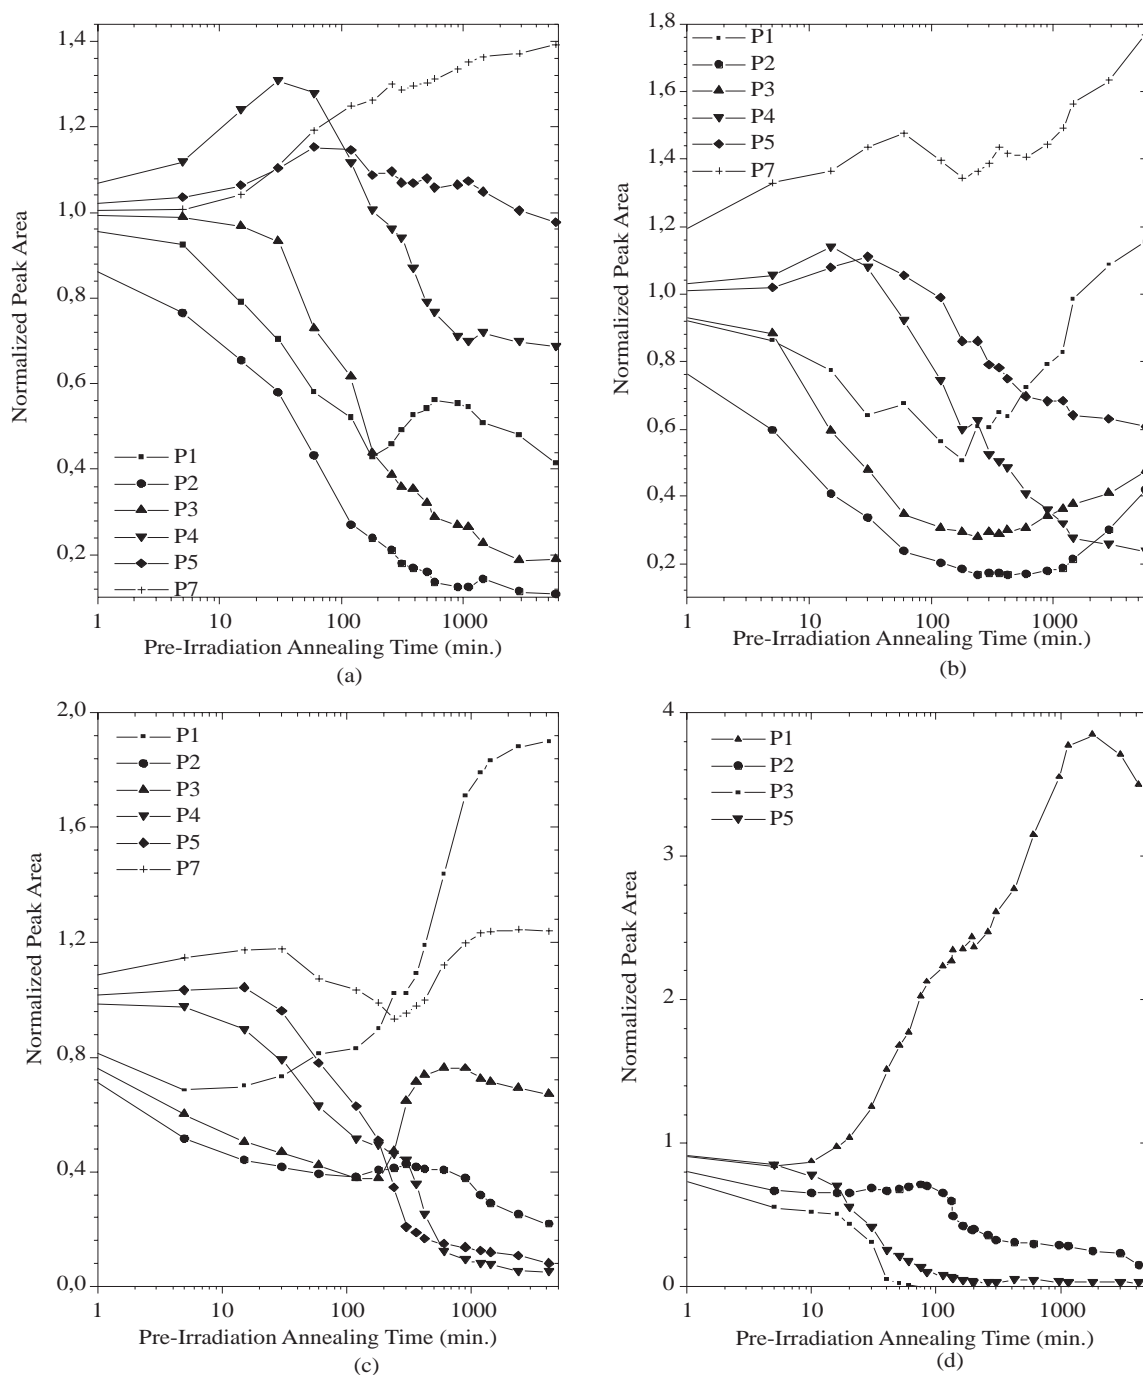 1,4
1,2
1,0
0,8
0,6
0,4
0,2
Normalized Peak Area
P1
P2
P3
P4
P5
P7
1 10 100 1000
Pre-Irradiation Annealing Time (min.)
(a)
1,8
1,6
1,4
1,2
1,0
0,8
0,6
0,4
0,2
Normalized Peak Area
P1
P2
P3
P4
P5
P7
1 10 100 1000
Pre-Irradiation Annealing Time (min.)
(b)
2,0
1,6
1,2
0,8
0,4
0,0
Normalized Peak Area
P1
P2
P3
P4
P5
P7
1 10 100 1000
Pre-Irradiation Annealing Time (min.)
(c)
4
3
2
1
0
Normalized Peak Area
P1
P2
P3
P5
1 10 100 1000
Pre-Irradiation Annealing Time (min.)
(d)